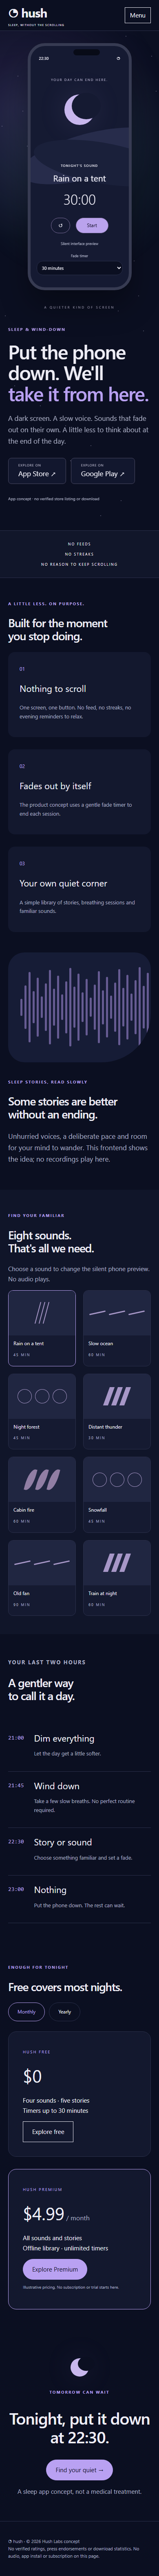 hush
SLEEP, WITHOUT THE SCROLLING
Menu
22:30
YOUR DAY CAN END HERE.
TONIGHT'S SOUND
Rain on a tent
30:00
Start
Silent interface preview
Fade timer
30 minutes
A QUIETER KIND OF SCREEN
SLEEP & WIND-DOWN
Put the phone
down. We'll
take it from here.
A dark screen. A slow voice. Sounds that fade
out on their own. A little less to think about at
the end of the day.
EXPLORE ON
App Store ↗
EXPLORE ON
Google Play ↗
App concept · no verified store listing or download
NO FEEDS
NO STREAKS
NO REASON TO KEEP SCROLLING
A LITTLE LESS. ON PURPOSE.
Built for the moment
you stop doing.
01
Nothing to scroll
One screen, one button. No feed, no streaks, no
evening reminders to relax.
02
Fades out by itself
The product concept uses a gentle fade timer to
end each session.
03
Your own quiet corner
A simple library of stories, breathing sessions and
familiar sounds.
SLEEP STORIES, READ SLOWLY
Some stories are better
without an ending.
Unhurried voices, a deliberate pace and room
for your mind to wander. This frontend shows
the idea; no recordings play here.
FIND YOUR FAMILIAR
Eight sounds.
That's all we need.
Choose a sound to change the silent phone preview.
No audio plays.
Rain on a tent
45 MIN
Slow ocean
60 MIN
Night forest
45 MIN
Distant thunder
30 MIN
Cabin fire
60 MIN
Snowfall
45 MIN
Old fan
60 MIN
Train at night
60 MIN
YOUR LAST TWO HOURS
A gentler way
to call it a day.
21:00
Dim everything
Let the day get a little softer.
21:45
Wind down
Take a few slow breaths. No perfect routine
required.
22:30
Story or sound
Choose something familiar and set a fade.
23:00
Nothing
Put the phone down. The rest can wait.
ENOUGH FOR TONIGHT
Free covers most nights.
Monthly
Yearly
HUSH FREE
$0
Four sounds · five stories
Timers up to 30 minutes
Explore free
HUSH PREMIUM
$4.99 / month
All sounds and stories
Offline library · unlimited timers
Explore Premium
Illustrative pricing. No subscription or trial starts here.
TOMORROW CAN WAIT
Tonight, put it down
at 22:30.
Find your quiet →
A sleep app concept, not a medical treatment.
hush · © 2026 Hush Labs concept
No verified ratings, press endorsements or download statistics. No
audio, app install or subscription on this page.